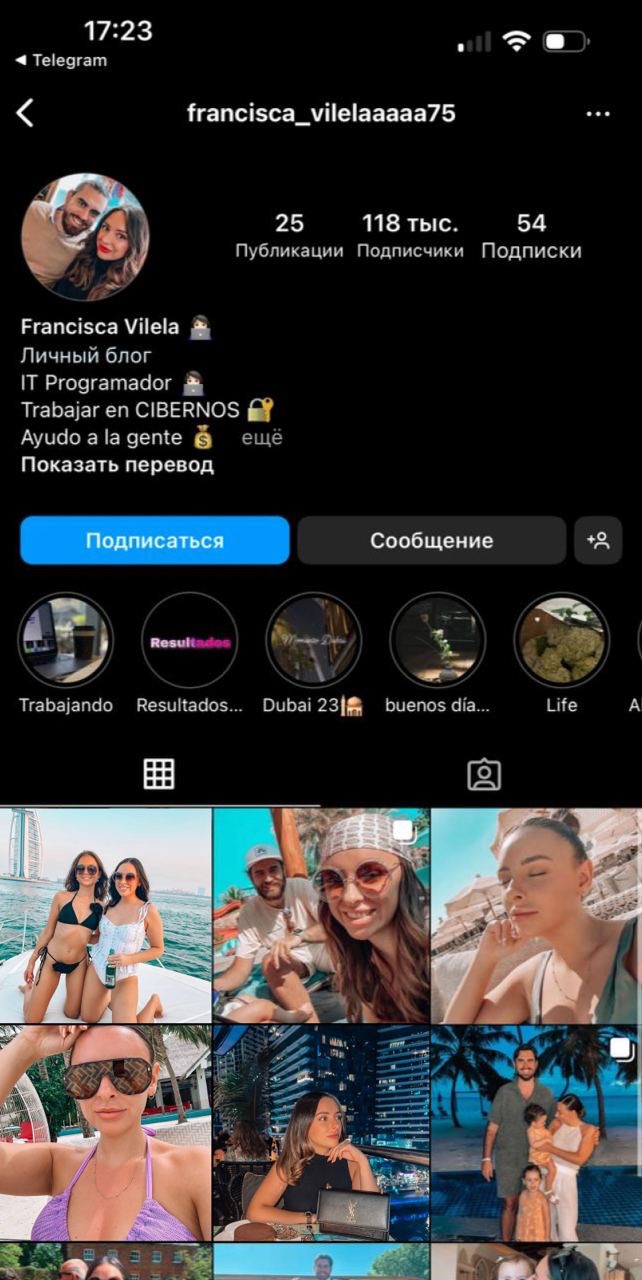 17:23
◀ Telegram
francisca_vilelaaaaa75
25 118 тыс. 54
Публикации Подписчики Подписки
Francisca Vilela 👩🏻‍💻
Личный блог
IT Programador 👩🏻‍💻
Trabajar en CIBERNOS 🔐
Ayudo a la gente 💰 ещё
Показать перевод
Подписаться Сообщение
Resultados
Trabajando Resultados... Dubai 23🕌 buenos día... Life